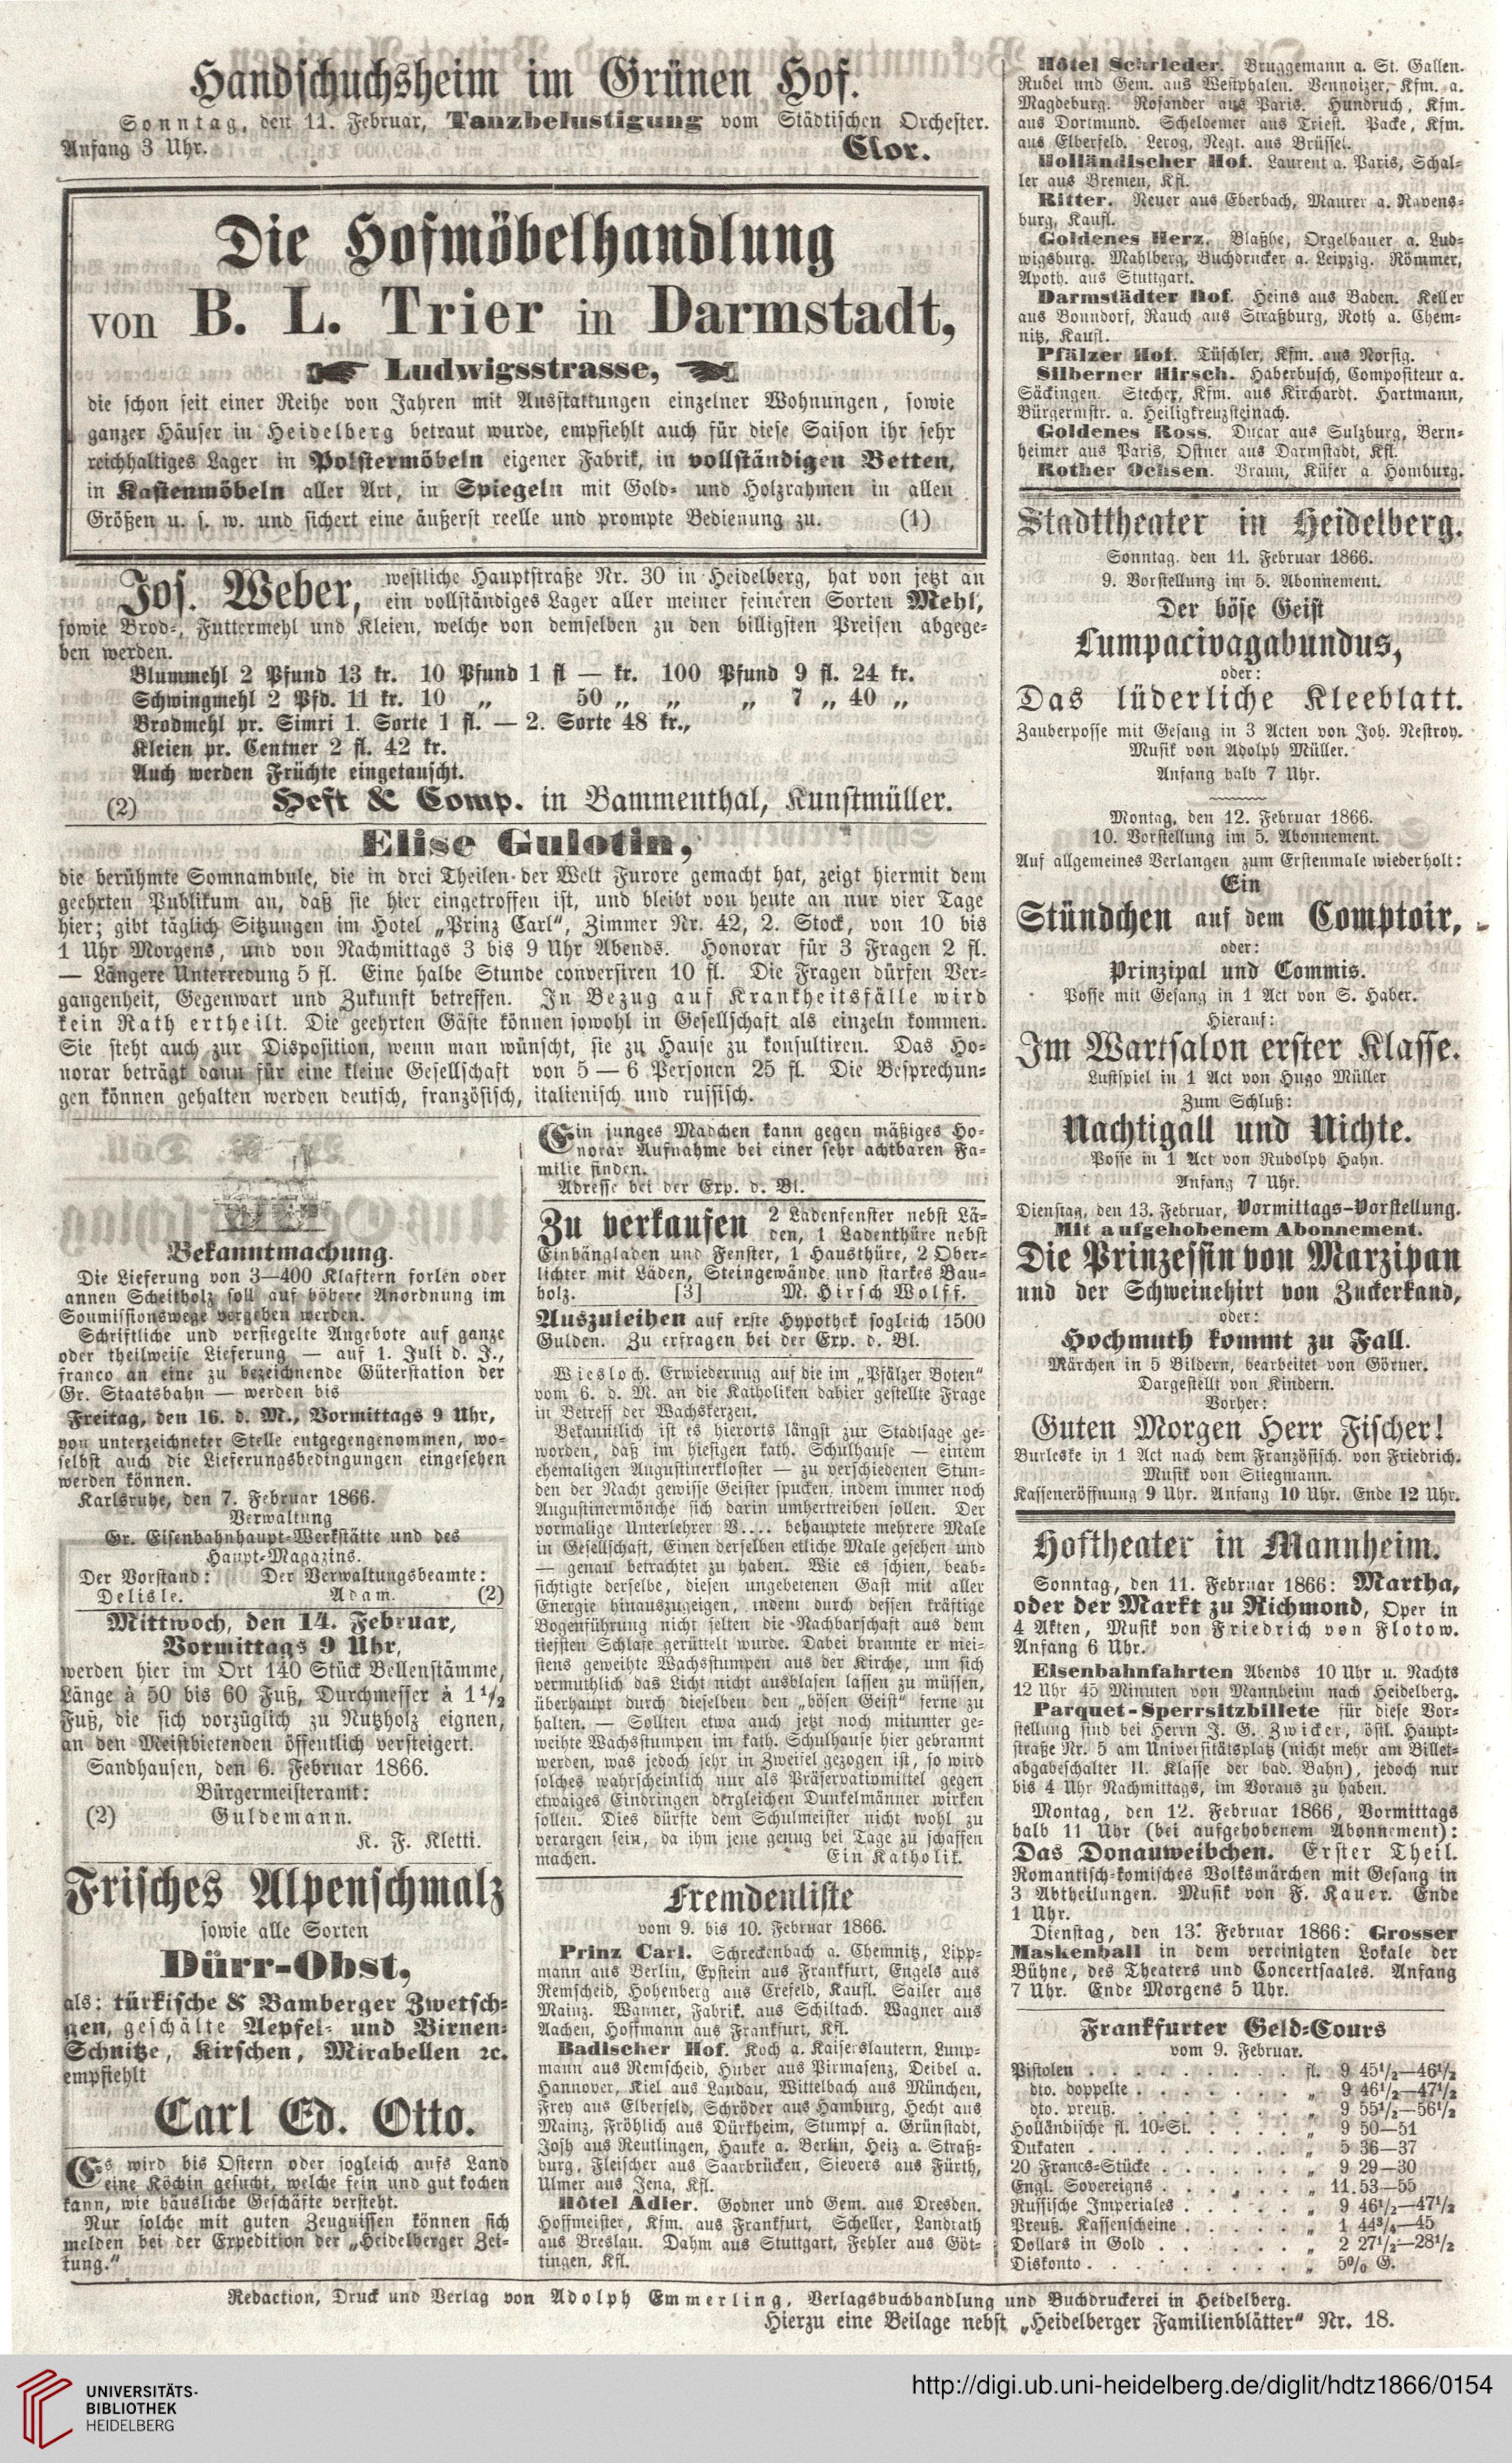 Handschuchsheim im Grünen Hof.
Sonntag, den 11. Februar, Tanzbelustigung vom Städtischen Orchester.
Anfang 3 Uhr. Clor.
Die Hofmöbelhandlung
von B. L. Trier in Darmstadt,
Ludwigsstrasse,
die schon seit einer Reihe von Jahren mit Ausstattungen einzelner Wohnungen, sowie
ganzer Häuser in Heidelberg betraut wurde, empfiehlt auch für diese Saison ihr sehr
reichhaltiges Lager in Polstermöbeln eigener Fabrik, in vollständigen Betten,
in Kastenmöbeln aller Art, in Spiegeln mit Gold- und Holzrahmen in allen
Größen u. s. w. und sichert eine äußerst reelle und prompte Bedienung zu. (1)
Jos. Weber, westliche Hauptstraße Nr. 30 in Heidelberg, hat von jetzt an
ein vollständiges Lager aller meiner feineren Sorten Mehl,
sowie Brod-, Futtermehl und Kleien, welche von demselben zu den billigsten Preisen abgege-
ben werden.
Blummehl 2 Pfund 13 kr. 10 Pfund 1 fl — kr. 100 Pfund 9 fl. 24 kr.
Schwingmehl 2 Pfd. 11 kr. 10 „ 50 „ „ „ 7 „ 40 „
Brodmehl pr. Simri 1. Sorte 1 fl. — 2. Sorte 48 kr.,
Kleien pr. Centner 2 fl. 42 kr.
Auch werden Früchte eingetauscht.
(2) Heft & Comp. in Bammenthal, Kunstmüller.
Elise Gulotin,
die berühmte Somnambule, die in drei Theilen der Welt Furore gemacht hat, zeigt hiermit dem
geehrten Publikum an, daß sie hier eingetroffen ist, und bleibt von heute an nur vier Tage
hier; gibt täglich Sitzungen im Hotel „Prinz Carl“, Zimmer Nr. 42, 2. Stock, von 10 bis
1 Uhr Morgens, und von Nachmittags 3 bis 9 Uhr Abends. Honorar für 3 Fragen 2 fl.
— Längere Unterredung 5 fl. Eine halbe Stunde conversiren 10 fl. Die Fragen dürfen Ver-
gangenheit, Gegenwart und Zukunft betreffen. In Bezug auf Krankheitsfälle wird
kein Rath ertheilt. Die geehrten Gäste können sowohl in Gesellschaft als einzeln kommen.
Sie steht auch zur Disposition, wenn man wünscht, sie zu Hause zu konsultiren. Das Ho-
norar beträgt dann für eine kleine Gesellschaft von 5 — 6 Personen 25 fl. Die Besprechun-
gen können gehalten werden deutsch, französisch, italienisch und russisch.
Bekanntmachung.
Die Lieferung von 3—400 Klaftern forlen oder
annen Scheitholz soll auf höhere Anordnung im
Soumissionswege vergeben werden.
Schriftliche und versiegelte Angebote auf ganze
oder theilweise Lieferung — auf 1. Juli d. J.,
franco an eine zu bezeichnende Güterstation der
Gr. Staatsbahn — werden bis
Freitag, den 16. d. M., Vormittags 9 Uhr,
von unterzeichneter Stelle entgegengenommen, wo-
selbst auch die Lieferungsbedingungen eingesehen
werden können.
Karlsruhe, den 7. Februar 1866.
Verwaltung
Gr. Eisenbahnhaupt-Werkstätte und des
Haupt-Magazins.
Der Vorstand: Der Verwaltungsbeamte:
Delisle. Adam. (2)
Mittwoch, den 14. Februar,
Vormittags 9 Uhr,
werden hier im Ort 140 Stück Bellenstämme,
Länge à 50 bis 60 Fuß, Durchmesser à 1 1/2
Fuß, die sich vorzüglich zu Nutzholz eignen,
an den Meistbietenden öffentlich versteigert.
Sandhausen, den 6. Februar 1866.
Bürgermeisteramt:
(2) Guldemann.
K. F. Kletti.
Frisches Alpenschmalz
sowie alle Sorten
Dürr-Obst,
als: türkische & Bamberger Zwetsch-
gen, geschälte Aepfel- und Birnen-
Schnitze, Kirschen, Mirabellen ꝛc.
empfiehlt
Carl Ed. Otto.
Es wird bis Ostern oder sogleich aufs Land
eine Köchin gesucht, welche fein und gut kochen
kann, wie häusliche Geschäfte versteht.
Nur solche mit guten Zeugnissen können sich
melden bei der Expedition der „Heidelberger Zei-
tung.“
Ein junges Mädchen kann gegen mäßiges Ho-
norar Aufnahme bei einer sehr achtbaren Fa-
milie finden.
Adresse bei der Exp. d. Bl.
Zu verkaufen 2 Ladenfenster nebst Lä-
den, 1 Ladenthüre nebst
Einhängladen und Fenster, 1 Hausthüre, 2 Ober-
lichter mit Läden, Steingewände und starkes Bau-
holz. [3] M. Hirsch Wolff.
Auszuleihen auf erste Hypothek sogleich 1500
Gulden. Zu erfragen bei der Exp. d. Bl.
Wiesloch. Erwiederung auf die im „Pfälzer Boten“
vom 6. d. M. an die Katholiken dahier gestellte Frage
in Betreff der Wachskerzen.
Bekanntlich ist es hierorts längst zur Stadtsage ge-
worden, daß im hiesigen kath. Schulhause — einem
ehemaligen Augustinerkloster — zu verschiedenen Stun-
den der Nacht gewisse Geister spucken, indem immer noch
Augustinermönche sich darin umhertreiben sollen. Der
vormalige Unterlehrer B.... behauptete mehrere Male
in Gesellschaft, Einen derselben etliche Male gesehen und
— genau betrachtet zu haben. Wie es schien, beab-
sichtigte derselbe, diesen ungebetenen Gast mit aller
Energie hinauszugeigen, indem durch dessen kräftige
Bogenführung nicht selten die Nachbarschaft aus dem
tiefsten Schlafe gerüttelt wurde. Dabei brannte er mei-
stens geweihte Wachsstumpen aus der Kirche, um sich
vermuthlich das Licht nicht ausblasen lassen zu müssen,
überhaupt durch dieselben den „bösen Geist“ ferne zu
halten. — Sollten etwa auch jetzt noch mitunter ge-
weihte Wachsstumpen im kath. Schulhause hier gebrannt
werden, was jedoch sehr in Zweifel gezogen ist, so wird
solches wahrscheinlich nur als Präservativmittel gegen
etwaiges Eindringen dergleichen Dunkelmänner wirken
sollen. Dies dürfte dem Schulmeister nicht wohl zu
verargen sein, da ihm jene genug bei Tage zu schaffen
machen. Ein Katholik.
Fremdenliste
vom 9. bis 10. Februar 1866.
Prinz Carl. Schreckenbach a. Chemnitz, Lipp-
mann aus Berlin, Epstein aus Frankfurt, Engels aus
Remscheid, Hohenberg aus Crefeld, Kaufl. Sailer aus
Mainz. Wanner, Fabrik. aus Schiltach. Wagner aus
Aachen, Hoffmann aus Frankfurt, Kfl.
Badischer Hof. Koch a. Kaiserslautern, Lunp-
mann aus Remscheid, Huber aus Pirmasenz, Deibel a.
Hannover, Kiel aus Landau, Wittelbach aus München,
Frey aus Elberfeld, Schröder aus Hamburg, Hecht aus
Mainz, Fröhlich aus Dürkheim, Stumpf a. Grünstadt,
Josh aus Reutlingen, Hauke a. Berlin, Heiz a. Straß-
burg, Fleischer aus Saarbrücken, Sievers aus Fürth,
Ulmer aus Jena, Kfl.
Hôtel Adler. Godner und Gem. aus Dresden.
Hoffmeister, Kfm. aus Frankfurt, Scheller, Landrath
aus Breslau. Dahm aus Stuttgart, Fehler aus Göt-
tingen, Kfl.
Hôtel Schrieder. Bruggemann a. St. Gallen.
Rudel und Gem. aus Westphalen. Bennoizer, Kfm. a.
Magdeburg. Rosander aus Paris. Hundruch, Kfm.
aus Dortmund. Scheldemer aus Triest. Packe, Kfm.
aus Elberfeld. Lerog, Negt. aus Brüssel.
Holländischer Hof. Laurent a. Paris, Schal-
ler aus Bremen, Kfl.
Ritter. Neuer aus Eberbach, Maurer a. Ravens-
burg, Kaufl.
Goldenes Herz. Blaßhe, Orgelbauer a. Lud-
wigsburg. Mahlberg, Buchdrucker a. Leipzig. Römmer,
Apoth. aus Stuttgart.
Darmstädter Hof. Heins aus Baden. Keller
aus Bonndorf, Rauch aus Straßburg, Roth a. Chem-
nitz, Kaufl.
Pfälzer Hof. Tüschler, Kfm. aus Norsig.
Silberner Hirsch. Haberbusch, Compositeur a.
Säckingen. Stecher, Kfm. aus Kirchardt. Hartmann,
Bürgermstr. a. Heiligkreuzsteinach.
Goldenes Ross. Ducar aus Sulzburg, Bern-
heimer aus Paris, Ostner aus Darmstadt, Kfl.
Rother Ochsen. Braun, Küfer a. Homburg.
Stadttheater in Heidelberg.
Sonntag, den 11. Februar 1866.
9. Vorstellung im 5. Abonnement.
Der böse Geist
Lumpacivagabundus,
oder:
Das lüderliche Kleeblatt.
Zauberposse mit Gesang in 3 Acten von Joh. Nestroy.
Musik von Adolph Müller.
Anfang halb 7 Uhr.
Montag, den 12. Februar 1866.
10. Vorstellung im 5. Abonnement.
Auf allgemeines Verlangen zum Erstenmale wiederholt:
Ein
Stündchen auf dem Comptoir,
oder:
Prinzipal und Commis.
Posse mit Gesang in 1 Act von S. Haber.
Hierauf:
Im Wartsalon erster Klasse.
Lustspiel in 1 Act von Hugo Müller
Zum Schluß:
Nachtigall und Nichte.
Posse in 1 Act von Rudolph Hahn.
Anfang 7 Uhr.
Dienstag, den 13. Februar, Vormittags-Vorstellung.
Mit aufgehobenem Abonnement.
Die Prinzessin von Marzipan
und der Schweinehirt von Zuckerkand,
oder:
Hochmuth kommt zu Fall.
Märchen in 5 Bildern, bearbeitet von Görner.
Dargestellt von Kindern.
Vorher:
Guten Morgen Herr Fischer!
Burleske in 1 Act nach dem Französisch. von Friedrich.
Musik von Stiegmann.
Kasseneröffnung 9 Uhr. Anfang 10 Uhr. Ende 12 Uhr.
Hoftheater in Mannheim.
Sonntag, den 11. Februar 1866: Martha,
oder der Markt zu Richmond, Oper in
4 Akten, Musik von Friedrich von Flotow.
Anfang 6 Uhr.
Eisenbahnfahrten Abends 10 Uhr u. Nachts
12 Uhr 45 Minuten von Mannheim nach Heidelberg.
Parquet-Sperrsitzbillete für diese Vor-
stellung sind bei Herrn J. G. Zwicker, östl. Haupt-
straße Nr. 5 am Universitätsplatz (nicht mehr am Billet-
abgabeschalter II. Klasse der bad. Bahn), jedoch nur
bis 4 Uhr Nachmittags, im Voraus zu haben.
Montag, den 12. Februar 1866, Vormittags
halb 11 Uhr (bei aufgehobenem Abonnement):
Das Donauweibchen. Erster Theil.
Romantisch-komisches Volksmärchen mit Gesang in
3 Abtheilungen. Musik von F. Kauer. Ende
1 Uhr.
Dienstag, den 13. Februar 1866: Grosser
Maskenball in dem vereinigten Lokale der
Bühne, des Theaters und Concertsaales. Anfang
7 Uhr. Ende Morgens 5 Uhr.
Frankfurter Geld-Cours
vom 9. Februar.
Pistolen . . . . . . . . fl. 9 45 1/2—46 1/2
dto. doppelte . . . . . . „ 9 46 1/2—47 1/2
dto. preuß. . . . . . . . „ 9 55 1/2—56 1/2
Holländische fl. 10-St. . . . . „ 9 50—51
Dukaten . . . . . . . . „ 5 36—37
20 Francs-Stücke . . . . . . „ 9 29—30
Engl. Sovereigns . . . . . . „ 11.53—55
Russische Imperiales . . . . . „ 9 46 1/2—47 1/2
Preuß. Kassenscheine . . . . . „ 1 44 3/4—45
Dollars in Gold . . . . . . „ 2 27 1/2—28 1/2
Diskonto . . . . . . . . „ 5% G.
Redaction, Druck und Verlag von Adolph Emmerling, Verlagsbuchhandlung und Buchdruckerei in Heidelberg.
Hierzu eine Beilage nebst „Heidelberger Familienblätter“ Nr. 18.
UNIVERSITÄTS-
BIBLIOTHEK
HEIDELBERG
http://digi.ub.uni-heidelberg.de/diglit/hdtz1866/0154